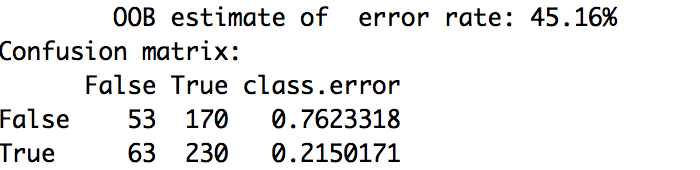 OOB estimate of  error rate: 45.16%
Confusion matrix:
      False True class.error
False    53  170   0.7623318
True     63  230   0.2150171